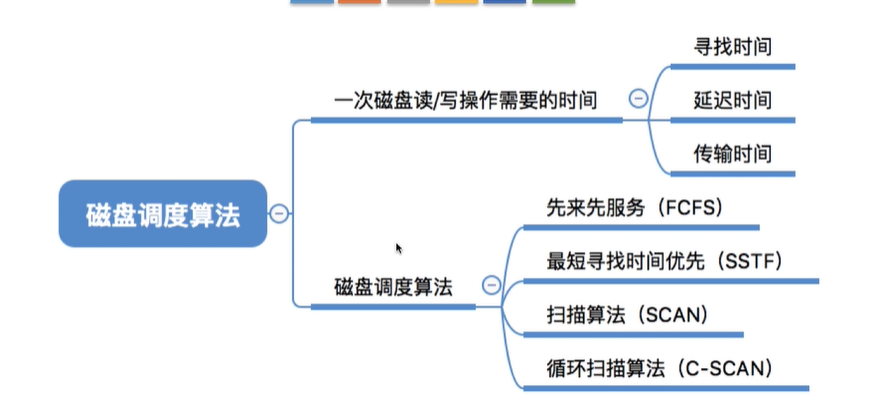 磁盘调度算法
一次磁盘读/写操作需要的时间
寻找时间
延迟时间
传输时间
磁盘调度算法
先来先服务（FCFS）
最短寻找时间优先（SSTF）
扫描算法（SCAN）
循环扫描算法（C-SCAN）